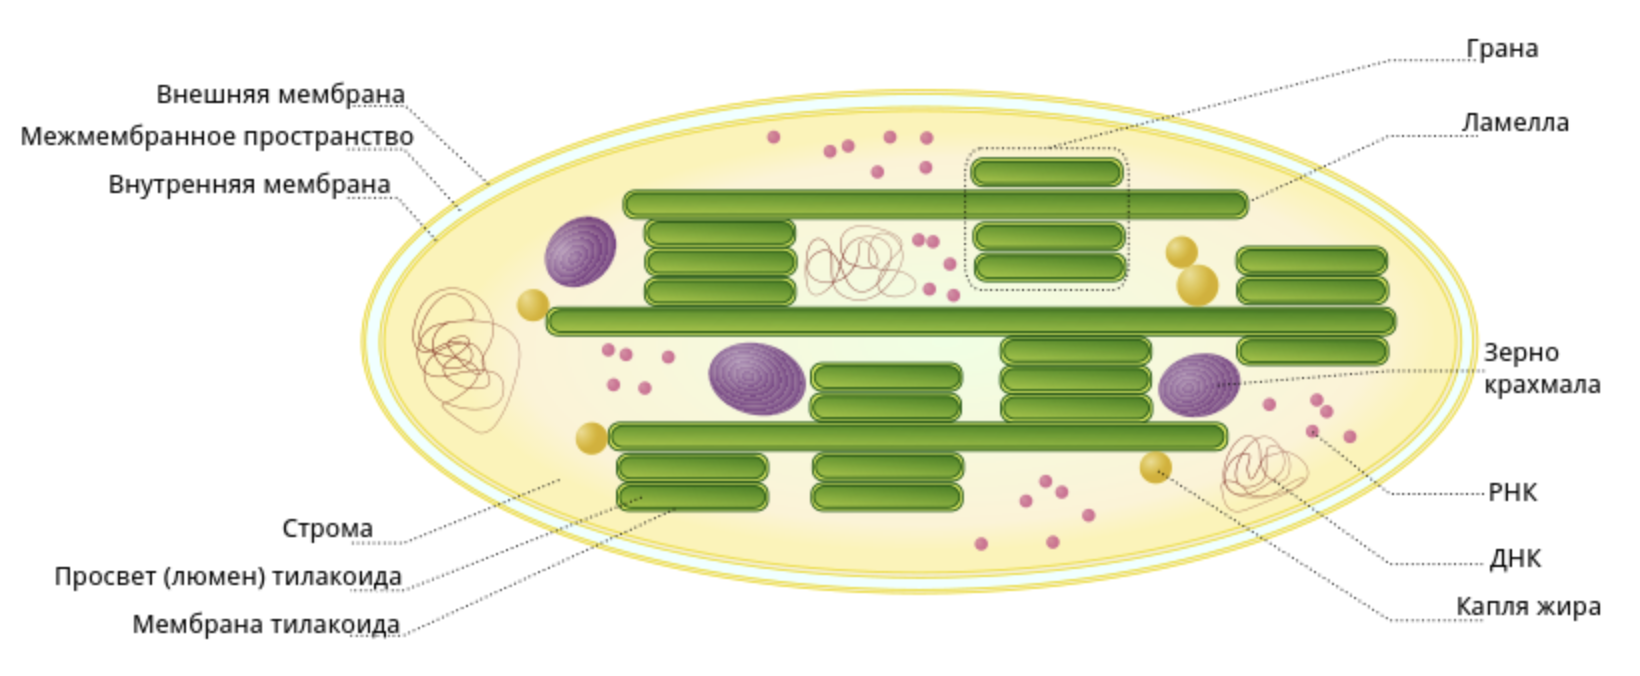 Внешняя мембрана
Межмембранное пространство
Внутренняя мембрана
Строма
Просвет (люмен) тилакоида
Мембрана тилакоида
Грана
Ламелла
Зерно
крахмала
РНК
ДНК
Капля жира